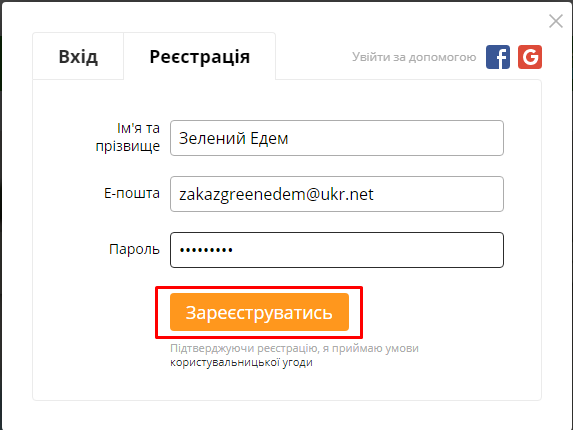 Вхід
Реєстрація
Увійти за допомогою
f G
Ім'я та
прізвище
Зелений Едем
Е-пошта
zakazgreenedem@ukr.net
Пароль
•••••••••
Зареєструватись
Підтверджуючи реєстрацію, я приймаю умови
користувальницької угоди